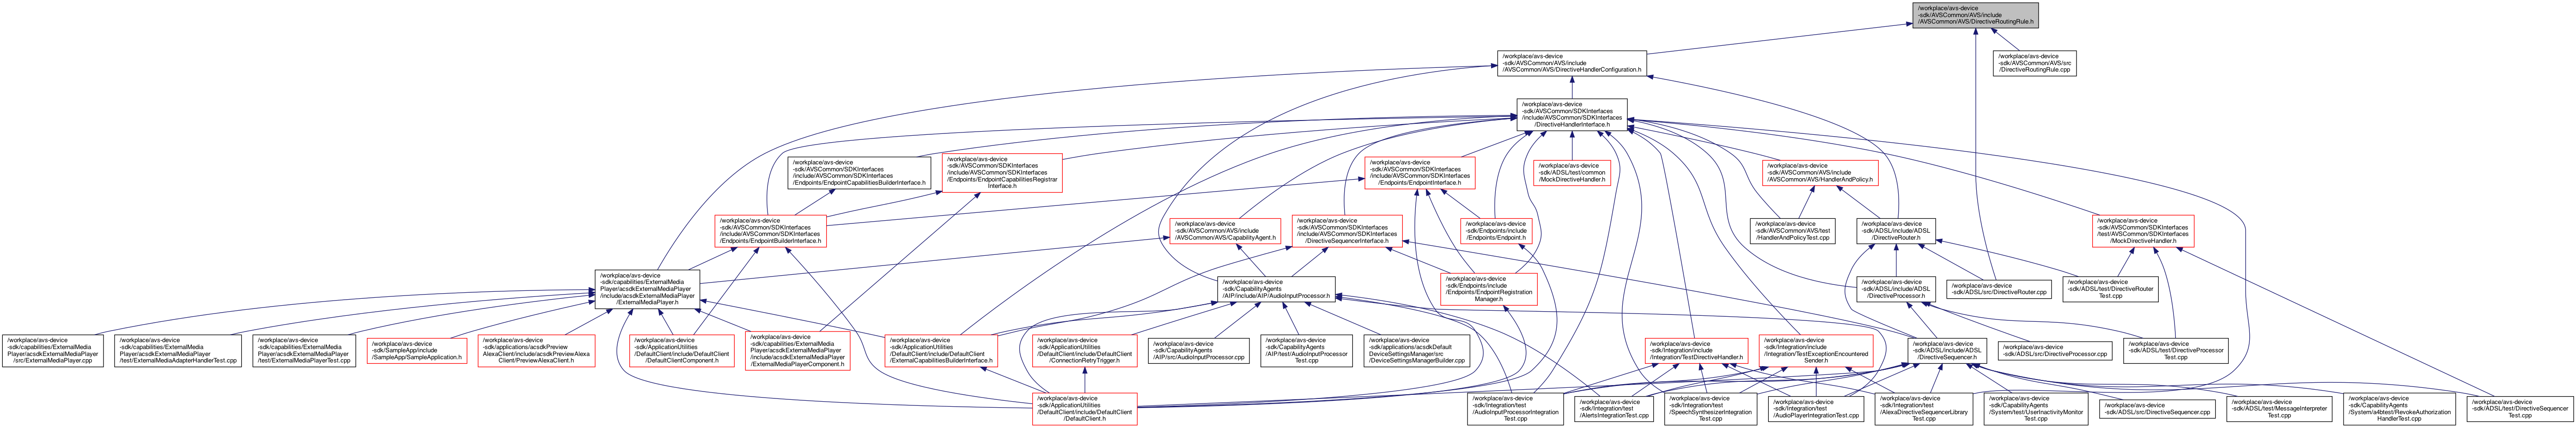 /workplace/avs-device
-sdk/AVSCommon/AVS/include
/AVSCommon/AVS/DirectiveRoutingRule.h
/workplace/avs-device
-sdk/AVSCommon/AVS/include
/AVSCommon/AVS/DirectiveHandlerConfiguration.h
/workplace/avs-device
-sdk/AVSCommon/AVS/src
/DirectiveRoutingRule.cpp
/workplace/avs-device
-sdk/AVSCommon/SDKInterfaces
/include/AVSCommon/SDKInterfaces
/DirectiveHandlerInterface.h
/workplace/avs-device
-sdk/AVSCommon/SDKInterfaces
/include/AVSCommon/SDKInterfaces
/Endpoints/EndpointCapabilitiesBuilderInterface.h
/workplace/avs-device
-sdk/AVSCommon/SDKInterfaces
/include/AVSCommon/SDKInterfaces
/Endpoints/EndpointCapabilitiesRegistrar
Interface.h
/workplace/avs-device
-sdk/AVSCommon/SDKInterfaces
/include/AVSCommon/SDKInterfaces
/Endpoints/EndpointInterface.h
/workplace/avs-device
-sdk/ADSL/test/common
/MockDirectiveHandler.h
/workplace/avs-device
-sdk/AVSCommon/AVS/include
/AVSCommon/AVS/HandlerAndPolicy.h
/workplace/avs-device
-sdk/AVSCommon/SDKInterfaces
/include/AVSCommon/SDKInterfaces
/Endpoints/EndpointBuilderInterface.h
/workplace/avs-device
-sdk/AVSCommon/AVS/include
/AVSCommon/AVS/CapabilityAgent.h
/workplace/avs-device
-sdk/AVSCommon/SDKInterfaces
/include/AVSCommon/SDKInterfaces
/DirectiveSequencerInterface.h
/workplace/avs-device
-sdk/Endpoints/include
/Endpoints/Endpoint.h
/workplace/avs-device
-sdk/AVSCommon/AVS/test
/HandlerAndPolicyTest.cpp
/workplace/avs-device
-sdk/ADSL/include/ADSL
/DirectiveRouter.h
/workplace/avs-device
-sdk/AVSCommon/SDKInterfaces
/test/AVSCommon/SDKInterfaces
/MockDirectiveHandler.h
/workplace/avs-device
-sdk/capabilities/ExternalMedia
Player/acsdkExternalMediaPlayer
/include/acsdkExternalMediaPlayer
/ExternalMediaPlayer.h
/workplace/avs-device
-sdk/CapabilityAgents
/AIP/include/AIP/AudioInputProcessor.h
/workplace/avs-device
-sdk/Endpoints/include
/Endpoints/EndpointRegistration
Manager.h
/workplace/avs-device
-sdk/ADSL/include/ADSL
/DirectiveProcessor.h
/workplace/avs-device
-sdk/ADSL/src/DirectiveRouter.cpp
/workplace/avs-device
-sdk/ADSL/test/DirectiveRouter
Test.cpp
/workplace/avs-device
-sdk/capabilities/ExternalMedia
Player/acsdkExternalMediaPlayer
/src/ExternalMediaPlayer.cpp
/workplace/avs-device
-sdk/capabilities/ExternalMedia
Player/acsdkExternalMediaPlayer
/test/ExternalMediaAdapterHandlerTest.cpp
/workplace/avs-device
-sdk/capabilities/ExternalMedia
Player/acsdkExternalMediaPlayer
/test/ExternalMediaPlayerTest.cpp
/workplace/avs-device
-sdk/SampleApp/include
/SampleApp/SampleApplication.h
/workplace/avs-device
-sdk/applications/acsdkPreview
AlexaClient/include/acsdkPreviewAlexa
Client/PreviewAlexaClient.h
/workplace/avs-device
-sdk/ApplicationUtilities
/DefaultClient/include/DefaultClient
/DefaultClientComponent.h
/workplace/avs-device
-sdk/capabilities/ExternalMedia
Player/acsdkExternalMediaPlayer
/include/acsdkExternalMediaPlayer
/ExternalMediaPlayerComponent.h
/workplace/avs-device
-sdk/ApplicationUtilities
/DefaultClient/include/DefaultClient
/ExternalCapabilitiesBuilderInterface.h
/workplace/avs-device
-sdk/ApplicationUtilities
/DefaultClient/include/DefaultClient
/ConnectionRetryTrigger.h
/workplace/avs-device
-sdk/CapabilityAgents
/AIP/src/AudioInputProcessor.cpp
/workplace/avs-device
-sdk/CapabilityAgents
/AIP/test/AudioInputProcessor
Test.cpp
/workplace/avs-device
-sdk/applications/acsdkDefault
DeviceSettingsManager/src
/DeviceSettingsManagerBuilder.cpp
/workplace/avs-device
-sdk/Integration/include
/Integration/TestDirectiveHandler.h
/workplace/avs-device
-sdk/Integration/include
/Integration/TestExceptionEncountered
Sender.h
/workplace/avs-device
-sdk/ADSL/include/ADSL
/DirectiveSequencer.h
/workplace/avs-device
-sdk/ADSL/src/DirectiveProcessor.cpp
/workplace/avs-device
-sdk/ADSL/test/DirectiveProcessor
Test.cpp
/workplace/avs-device
-sdk/ApplicationUtilities
/DefaultClient/include/DefaultClient
/DefaultClient.h
/workplace/avs-device
-sdk/Integration/test
/AudioInputProcessorIntegration
Test.cpp
/workplace/avs-device
-sdk/Integration/test
/AlertsIntegrationTest.cpp
/workplace/avs-device
-sdk/Integration/test
/SpeechSynthesizerIntegration
Test.cpp
/workplace/avs-device
-sdk/Integration/test
/AudioPlayerIntegrationTest.cpp
/workplace/avs-device
-sdk/Integration/test
/AlexaDirectiveSequencerLibrary
Test.cpp
/workplace/avs-device
-sdk/CapabilityAgents
/System/test/UserInactivityMonitor
Test.cpp
/workplace/avs-device
-sdk/ADSL/src/DirectiveSequencer.cpp
/workplace/avs-device
-sdk/ADSL/test/MessageInterpreter
Test.cpp
/workplace/avs-device
-sdk/CapabilityAgents
/System/a4btest/RevokeAuthorization
HandlerTest.cpp
/workplace/avs-device
-sdk/ADSL/test/DirectiveSequencer
Test.cpp